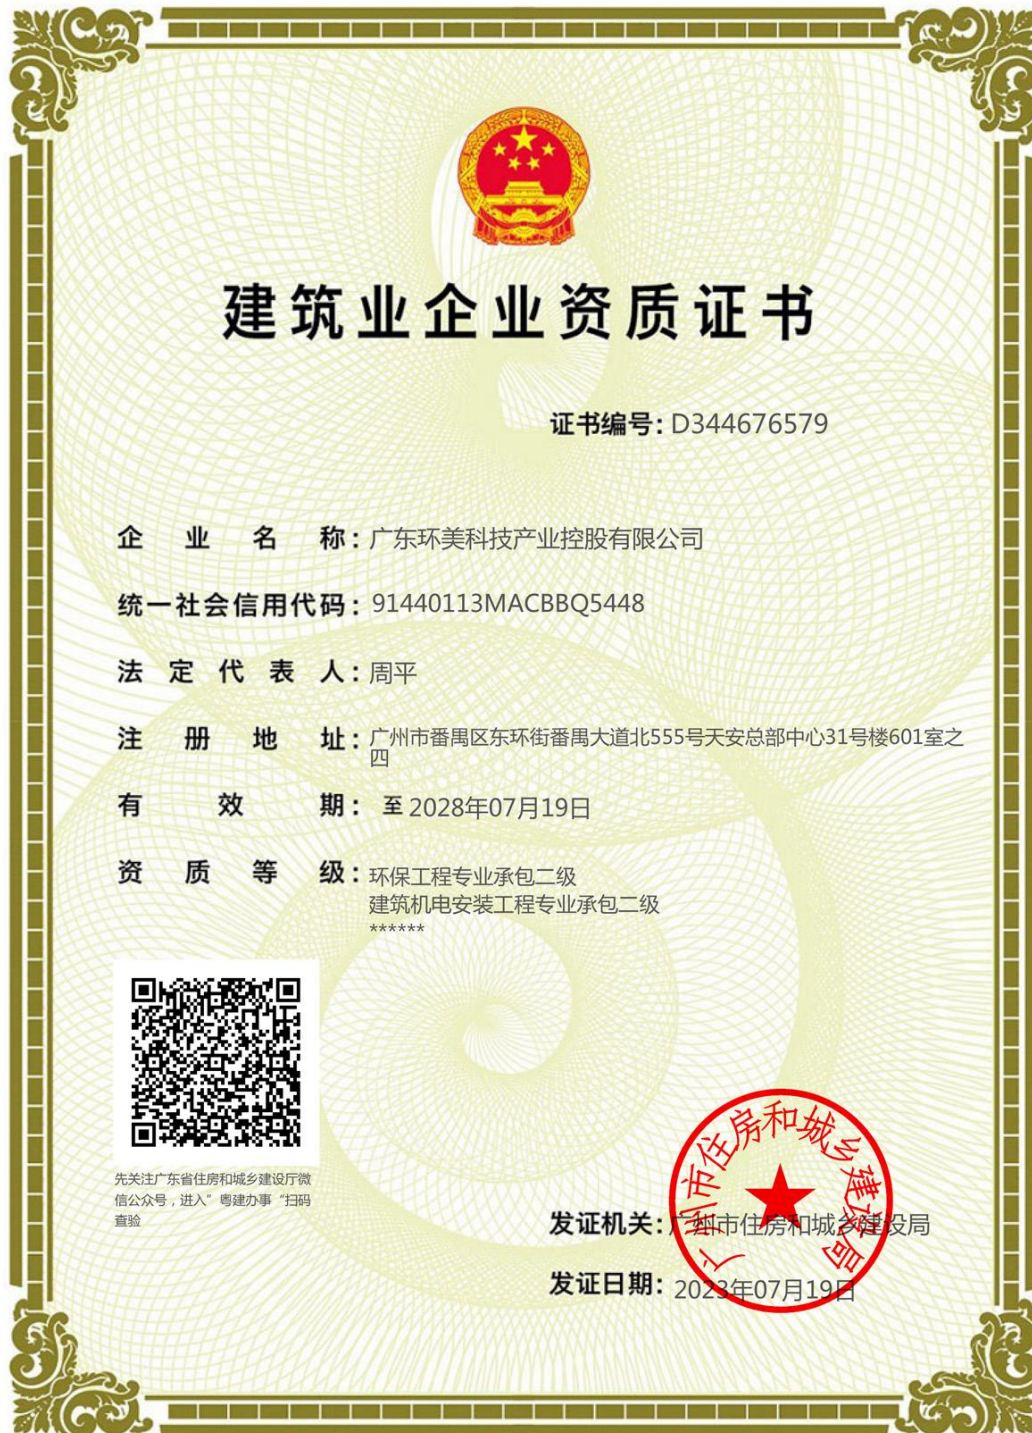 建筑业企业资质证书
证书编号：D344676579
企业名称：广东环美科技产业控股有限公司
统一社会信用代码：91440113MACBBQ5448
法定代表人：周平
注册地址：广州市番禺区东环街番禺大道北555号天安总部中心31号楼601室之
四
有效期：至2028年07月19日
资质等级：环保工程专业承包二级
建筑机电安装工程专业承包二级
******
先关注广东省住房和城乡建设厅微
信公众号，进入”粤建办事“扫码
查验
广州市住房和城乡建设局
发证机关：广州市住房和城乡建设局
发证日期：2023年07月19日